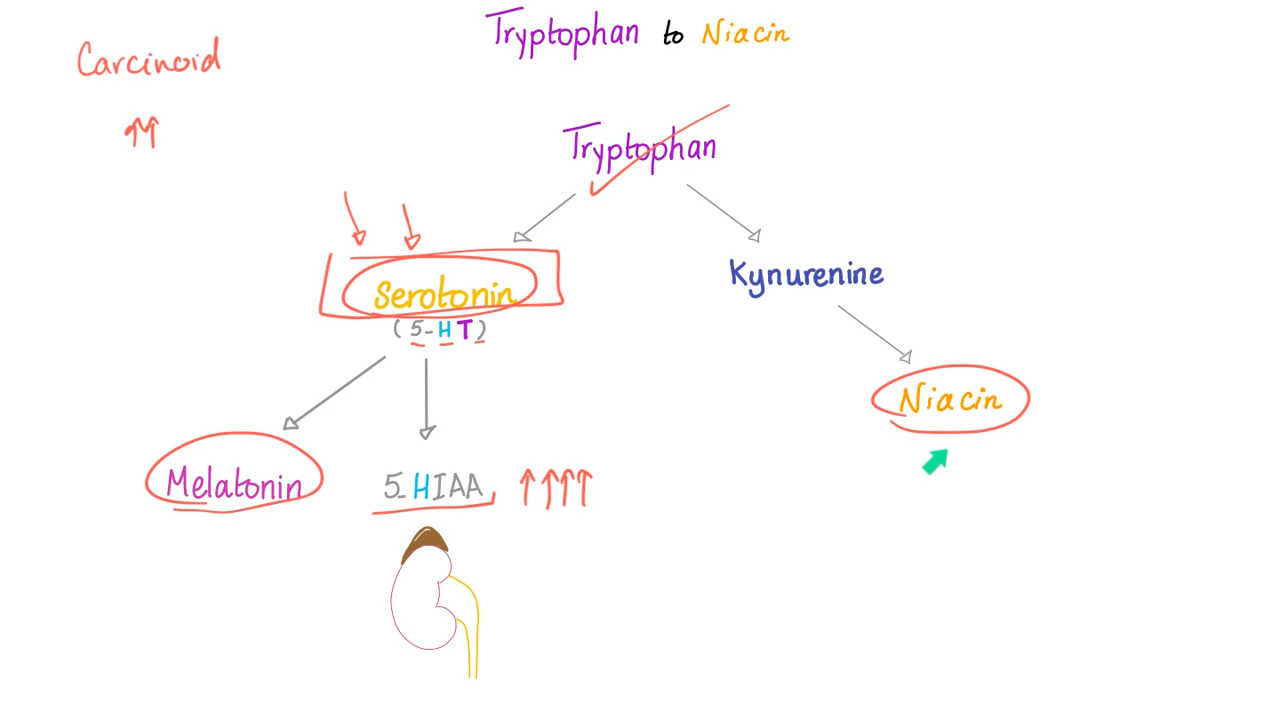 Tryptophan to Niacin
Carcinoid
↑↑
Tryptophan
Serotonin
(5-HT)
Kynurenine
Niacin
Melatonin
5-HIAA ↑↑↑↑